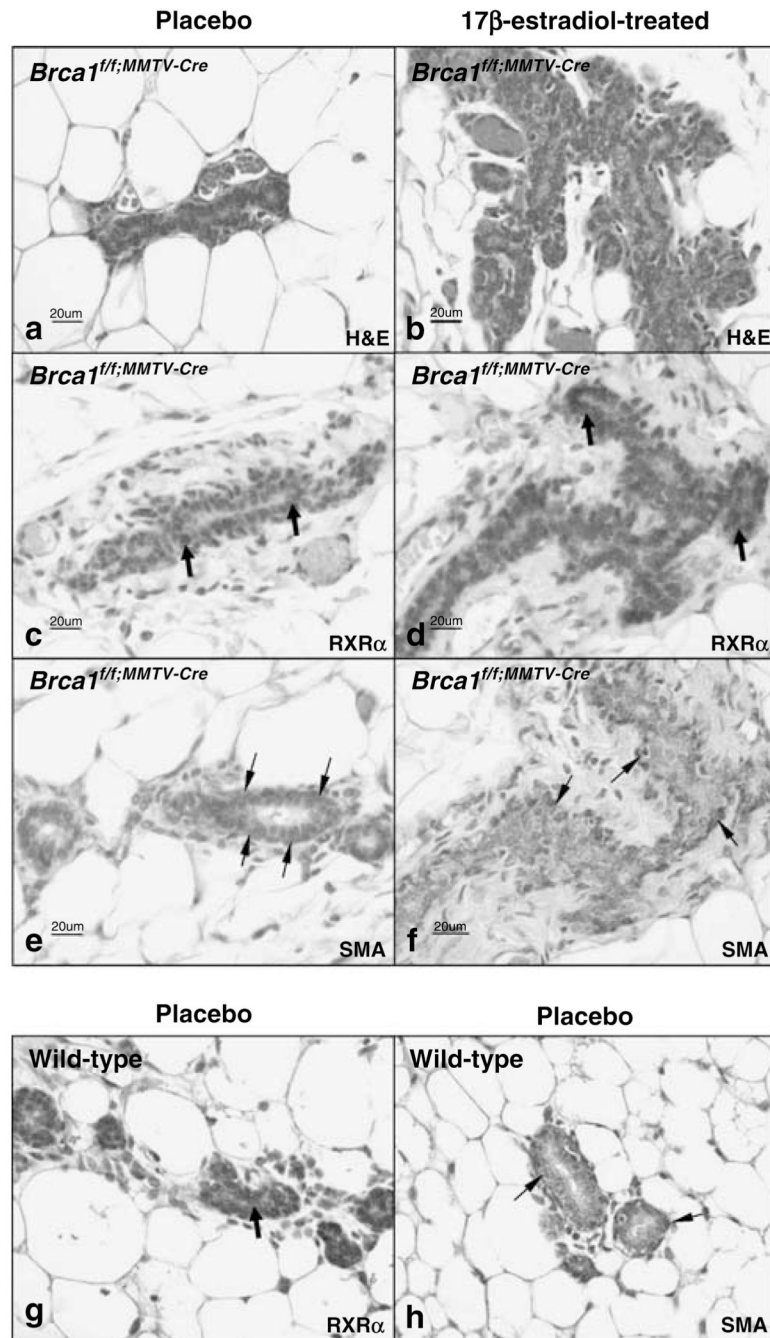 Placebo 17β-estradiol-treated
Brca1f/f;MMTV-Cre Brca1f/f;MMTV-Cre
a 20um H&E b 20um H&E
Brca1f/f;MMTV-Cre Brca1f/f;MMTV-Cre
c 20um RXRα d 20um RXRα
Brca1f/f;MMTV-Cre Brca1f/f;MMTV-Cre
e 20um SMA f 20um SMA
Placebo Placebo
Wild-type Wild-type
g RXRα h SMA